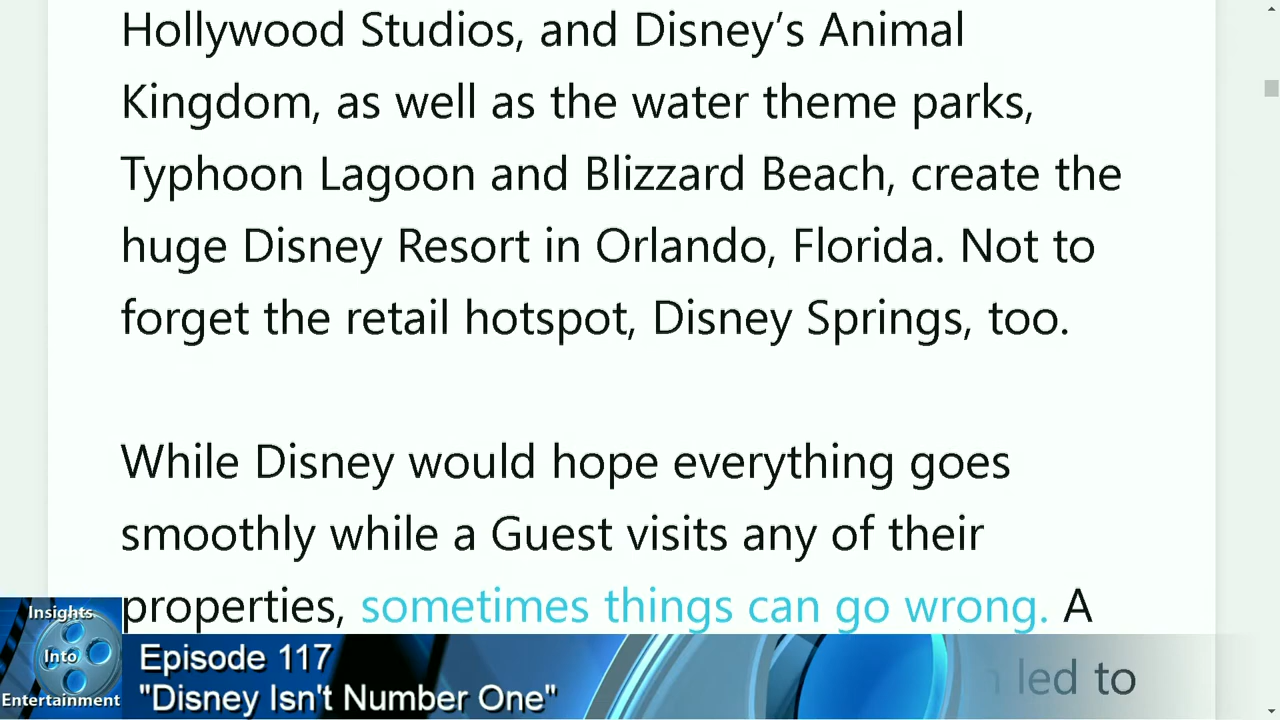 Hollywood Studios, and Disney’s Animal
Kingdom, as well as the water theme parks,
Typhoon Lagoon and Blizzard Beach, create the
huge Disney Resort in Orlando, Florida. Not to
forget the retail hotspot, Disney Springs, too.
While Disney would hope everything goes
smoothly while a Guest visits any of their
properties, sometimes things can go wrong. A
led to
Insights
Into
Entertainment
Episode 117
"Disney Isn't Number One"